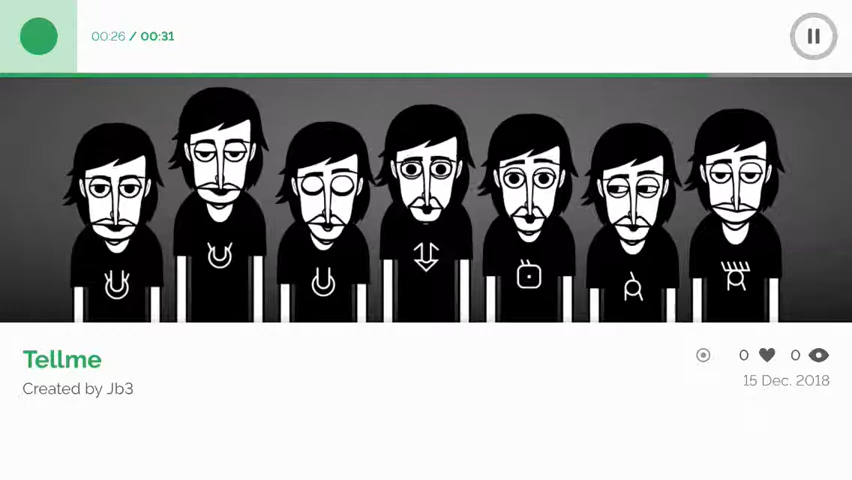 00:26 / 00:31
Tellme
Created by Jb3
0 0
15 Dec. 2018